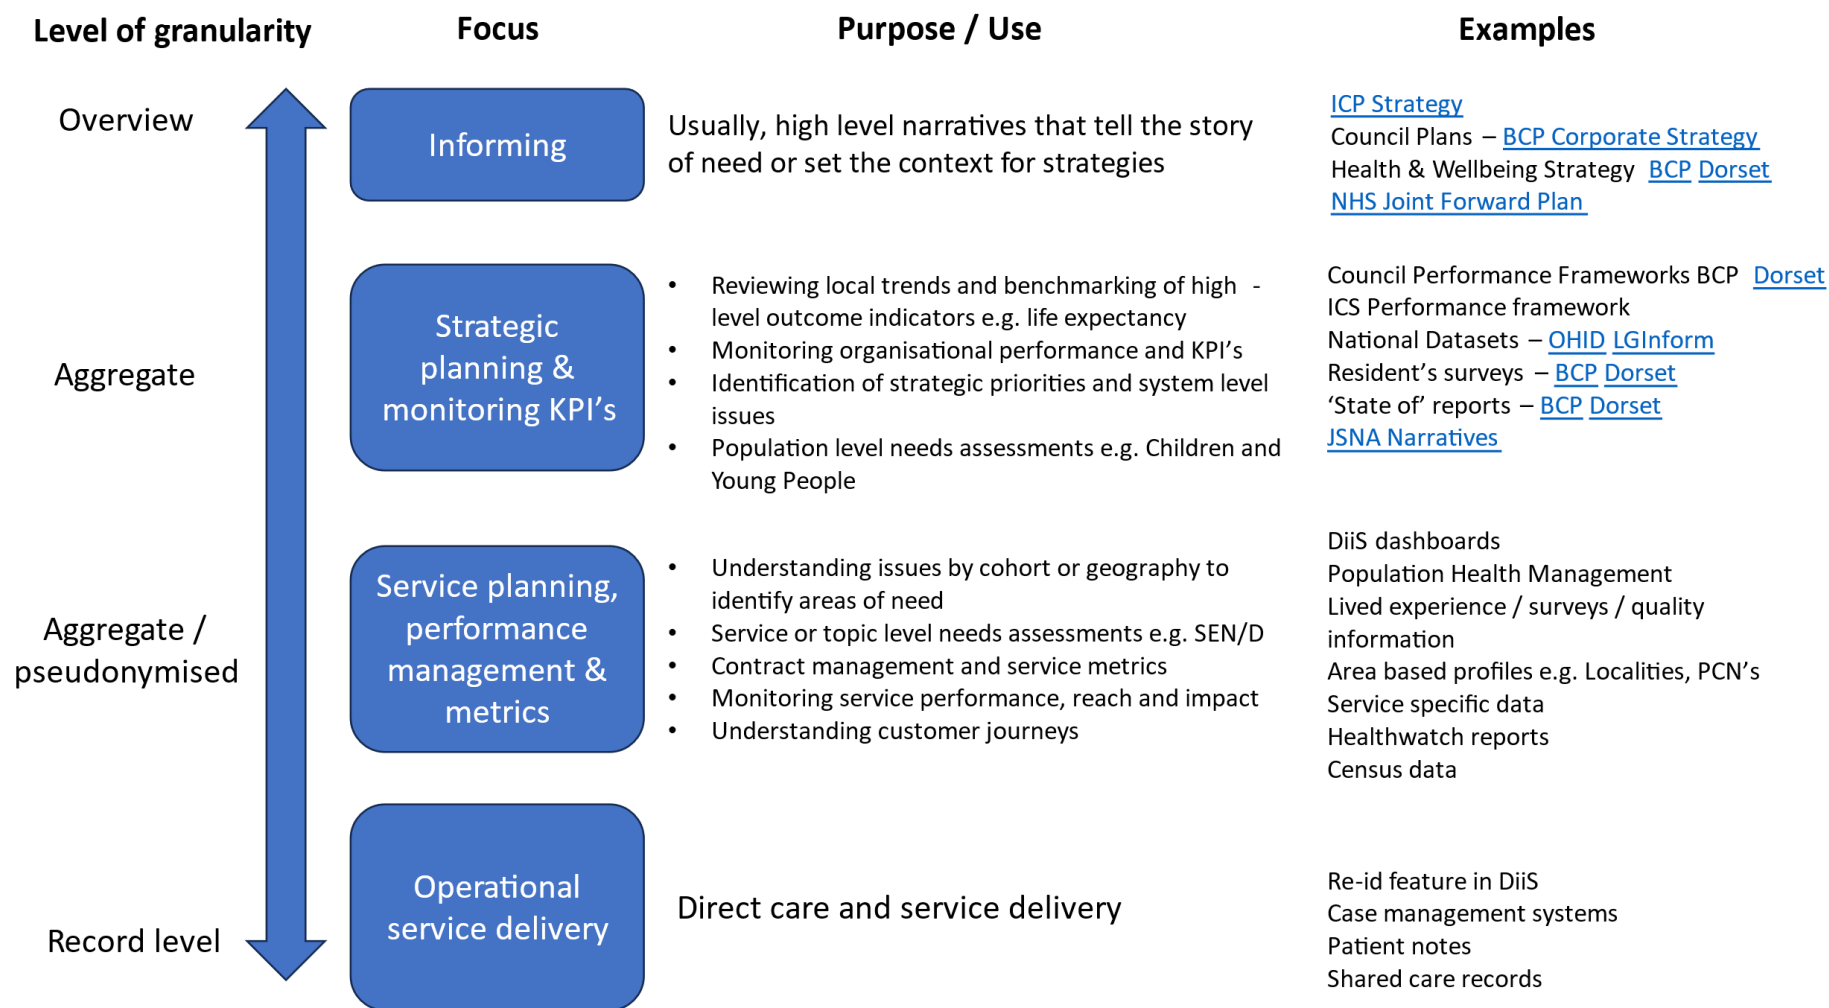 Level of granularity
Focus
Purpose / Use
Examples
Overview
Informing
Usually, high level narratives that tell the story
of need or set the context for strategies
ICP Strategy
Council Plans – BCP Corporate Strategy
Health & Wellbeing Strategy BCP Dorset
NHS Joint Forward Plan
Aggregate
Strategic
planning &
monitoring KPI's
• Reviewing local trends and benchmarking of high -
level outcome indicators e.g. life expectancy
• Monitoring organisational performance and KPI's
• Identification of strategic priorities and system level
issues
• Population level needs assessments e.g. Children and
Young People
Council Performance Frameworks BCP Dorset
ICS Performance framework
National Datasets – OHID LGInform
Resident's surveys – BCP Dorset
‘State of’ reports – BCP Dorset
JSNA Narratives
Aggregate /
pseudonymised
Service planning,
performance
management &
metrics
• Understanding issues by cohort or geography to
identify areas of need
• Service or topic level needs assessments e.g. SEN/D
• Contract management and service metrics
• Monitoring service performance, reach and impact
• Understanding customer journeys
DiiS dashboards
Population Health Management
Lived experience / surveys / quality
information
Area based profiles e.g. Localities, PCN's
Service specific data
Healthwatch reports
Census data
Record level
Operational
service delivery
Direct care and service delivery
Re-id feature in DiiS
Case management systems
Patient notes
Shared care records